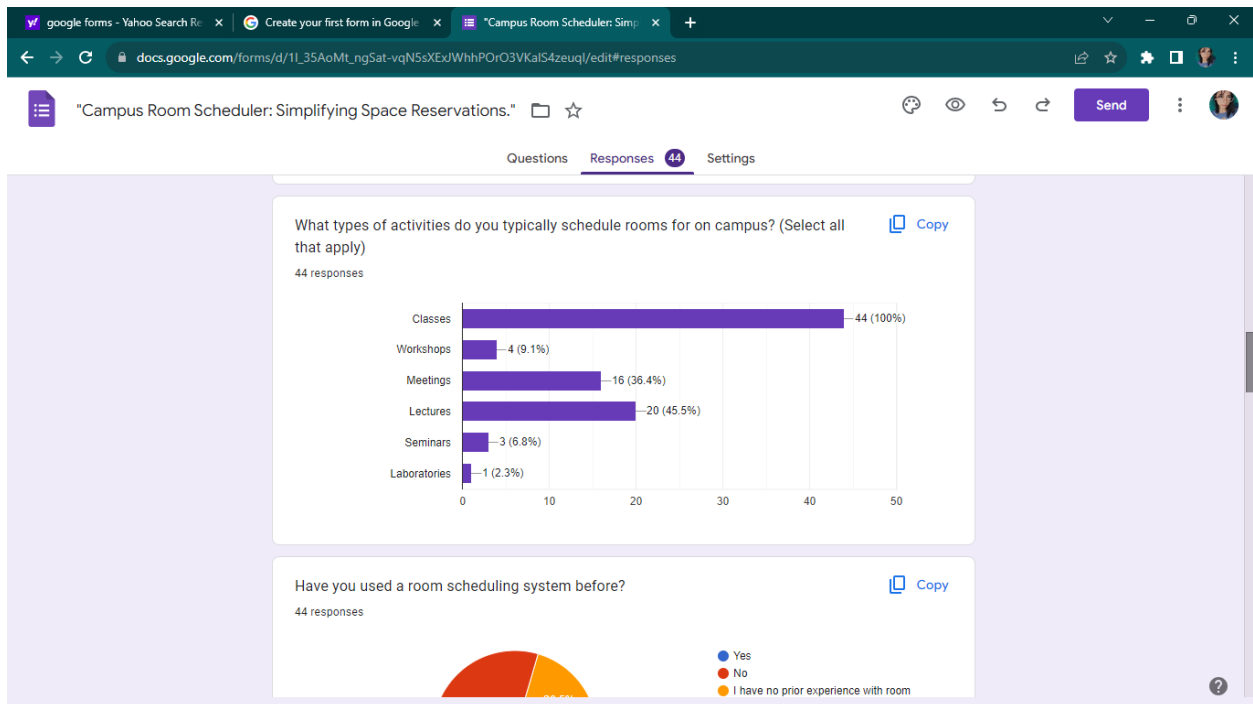 google forms - Yahoo Search Re
Create your first form in Google
"Campus Room Scheduler: Simp
docs.google.com/forms/d/1I_35AoMt_ngSat-vqN5sXExJWhhPOrO3VKalS4zeuqI/edit#responses
"Campus Room Scheduler: Simplifying Space Reservations."
Send
Questions
Responses 44
Settings
What types of activities do you typically schedule rooms for on campus? (Select all
that apply)
Copy
44 responses
Classes 44 (100%)
Workshops 4 (9.1%)
Meetings 16 (36.4%)
Lectures 20 (45.5%)
Seminars 3 (6.8%)
Laboratories 1 (2.3%)
0 10 20 30 40 50
Have you used a room scheduling system before?
Copy
44 responses
Yes
No
I have no prior experience with room